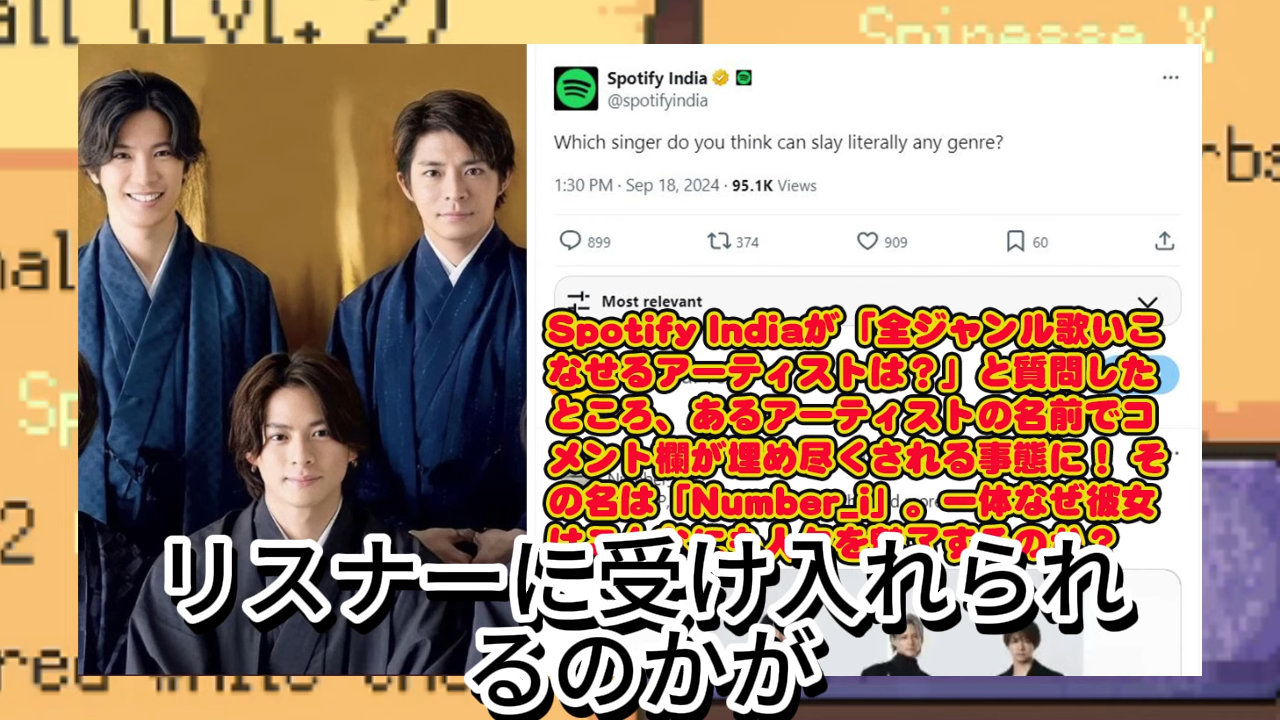 all (Lvl. 2)
Spinesse X
Spotify India
@spotifyindia
Which singer do you think can slay literally any genre?
1:30 PM · Sep 18, 2024 · 95.1K Views
899
374
909
60
Most relevant
Spotify Indiaが「全ジャンル歌いこ
なせるアーティストは？」と質問した
ところ、あるアーティストの名前でコ
メント欄が埋め尽くされる事態に！ そ
の名は「Number_i」。一体なぜ彼女
リスナーに受け入れられ
るのかが